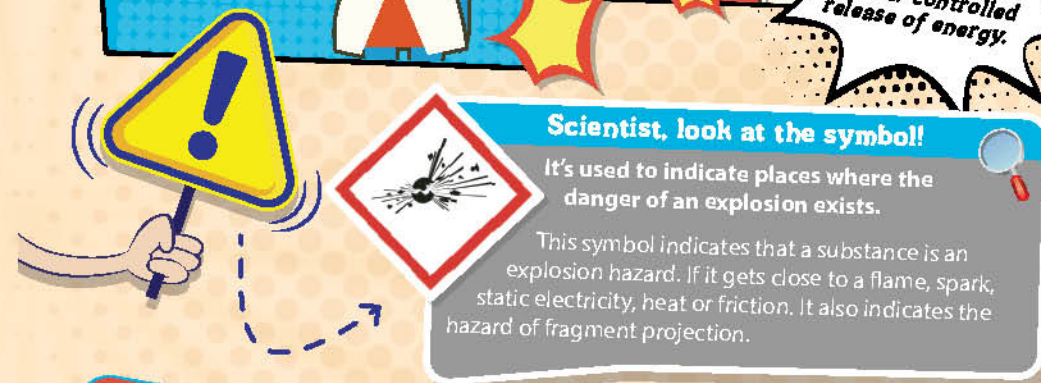 controlled
release of energy.
!
Scientist, look at the symbol!
It's used to indicate places where the
danger of an explosion exists.
This symbol indicates that a substance is an
explosion hazard. If it gets close to a flame, spark,
static electricity, heat or friction. It also indicates the
hazard of fragment projection.